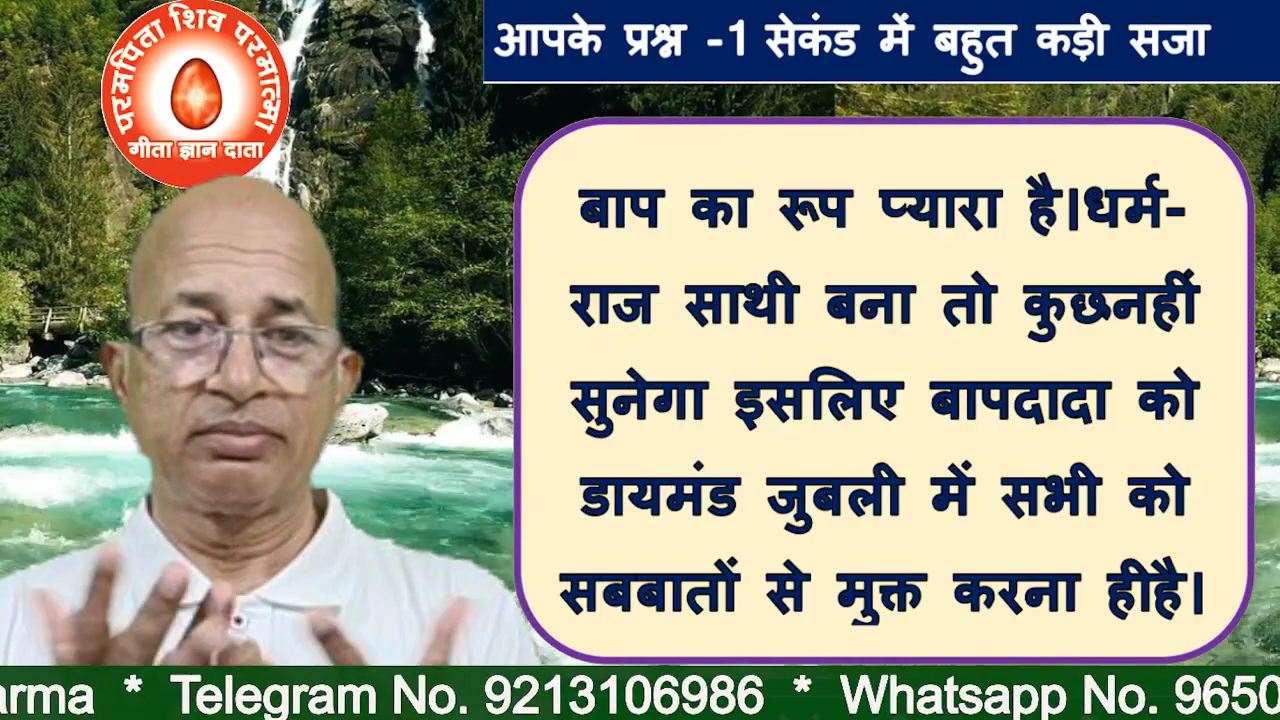 परमपिता शिव परमात्मा
गीता ज्ञान दाता
आपके प्रश्न -1 सेकंड में बहुत कड़ी सजा
बाप का रूप प्यारा है।धर्म-
राज साथी बना तो कुछनहीं
सुनेगा इसलिए बापदादा को
डायमंड जुबली में सभी को
सबबातों से मुक्त करना हीहै।
arma * Telegram No. 9213106986 * Whatsapp No. 9650